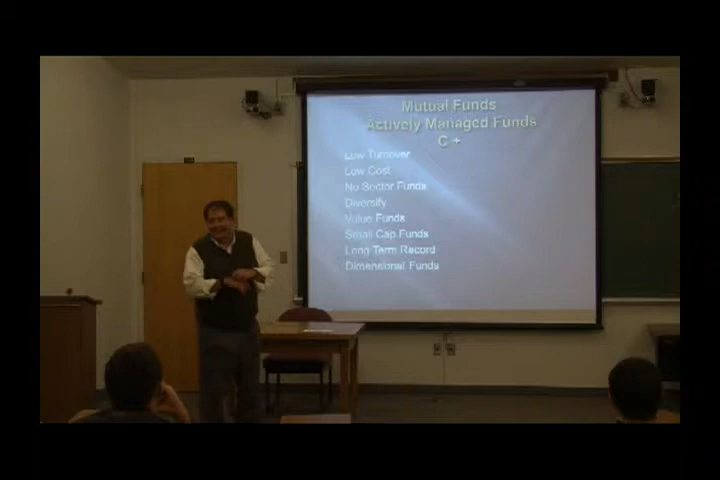 Mutual Funds
Actively Managed Funds
C +
Low Turnover
Low Cost
No Sector Funds
Diversify
Value Funds
Small Cap Funds
Long Term Record
Dimensional Funds